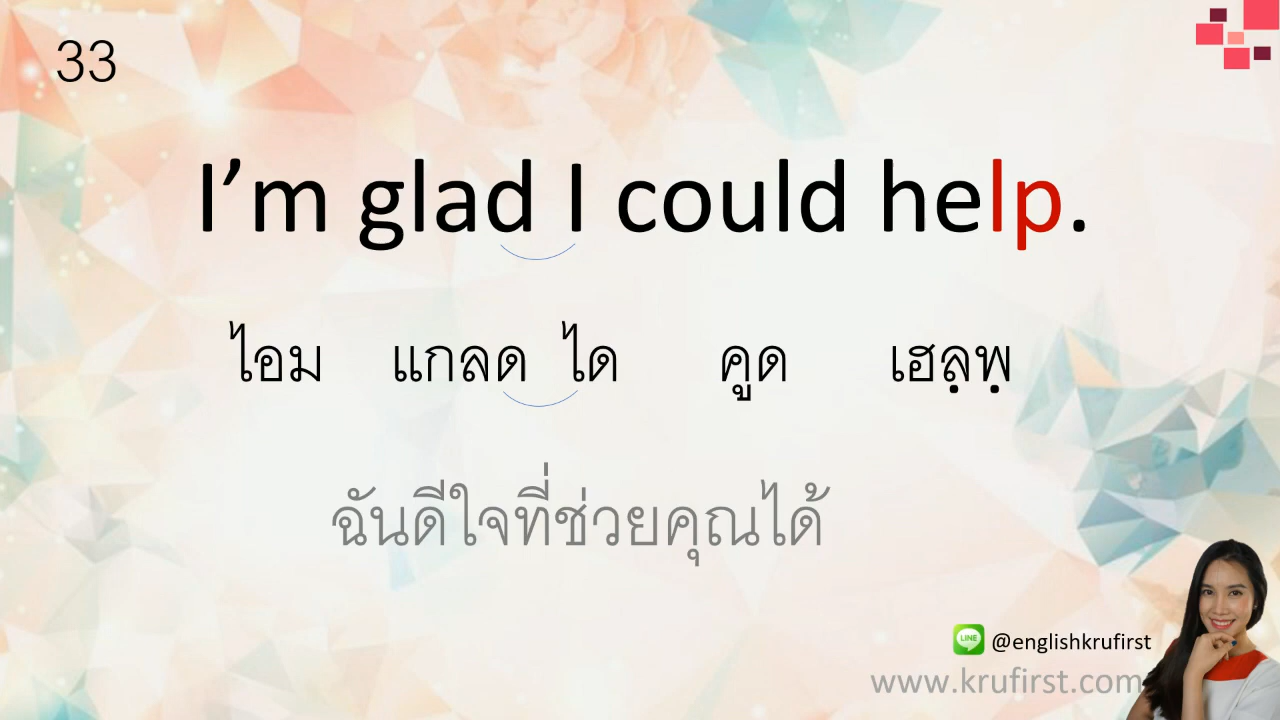 33
I’m glad I could help.
ไอม แกลด ได คูด เฮลฺพฺ
ฉันดีใจที่ช่วยคุณได้
LINE @englishkrufirst
www.krufirst.com